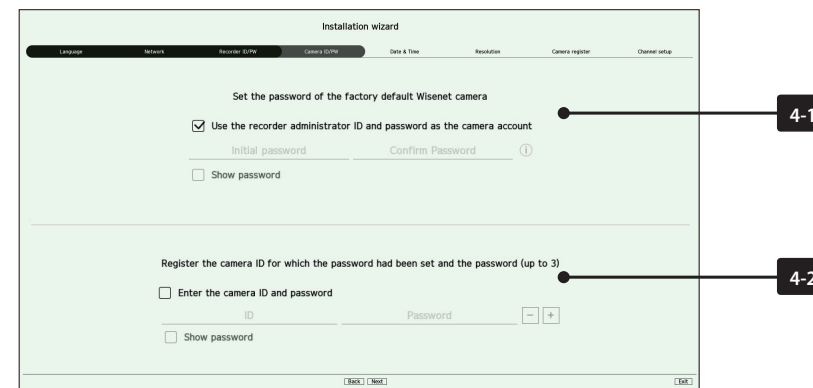 Installation wizard
Language Network Recorder ID/PW Camera ID/PW Date & Time Resolution Camera register Channel setup
Set the password of the factory default Wisenet camera
Use the recorder administrator ID and password as the camera account
Initial password Confirm Password i
Show password
4-1
Register the camera ID for which the password had been set and the password (up to 3)
Enter the camera ID and password
ID Password - +
Show password
4-2
Back Next Exit